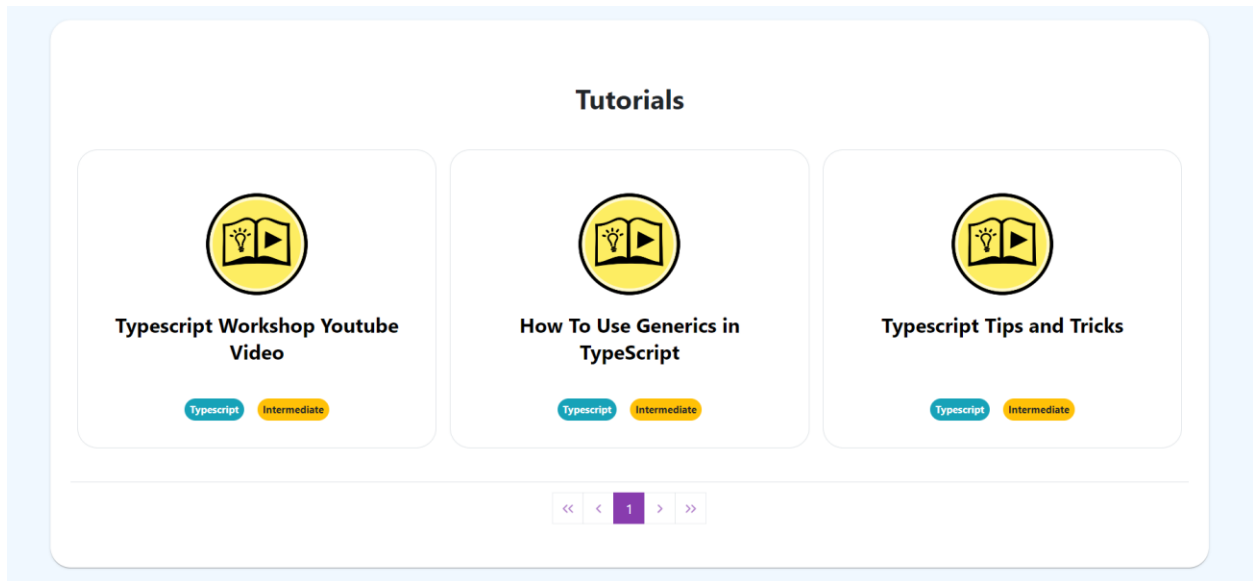 Tutorials
Typescript Workshop Youtube
Video
How To Use Generics in
TypeScript
Typescript Tips and Tricks
Typescript Intermediate
Typescript Intermediate
Typescript Intermediate
« < 1 > »